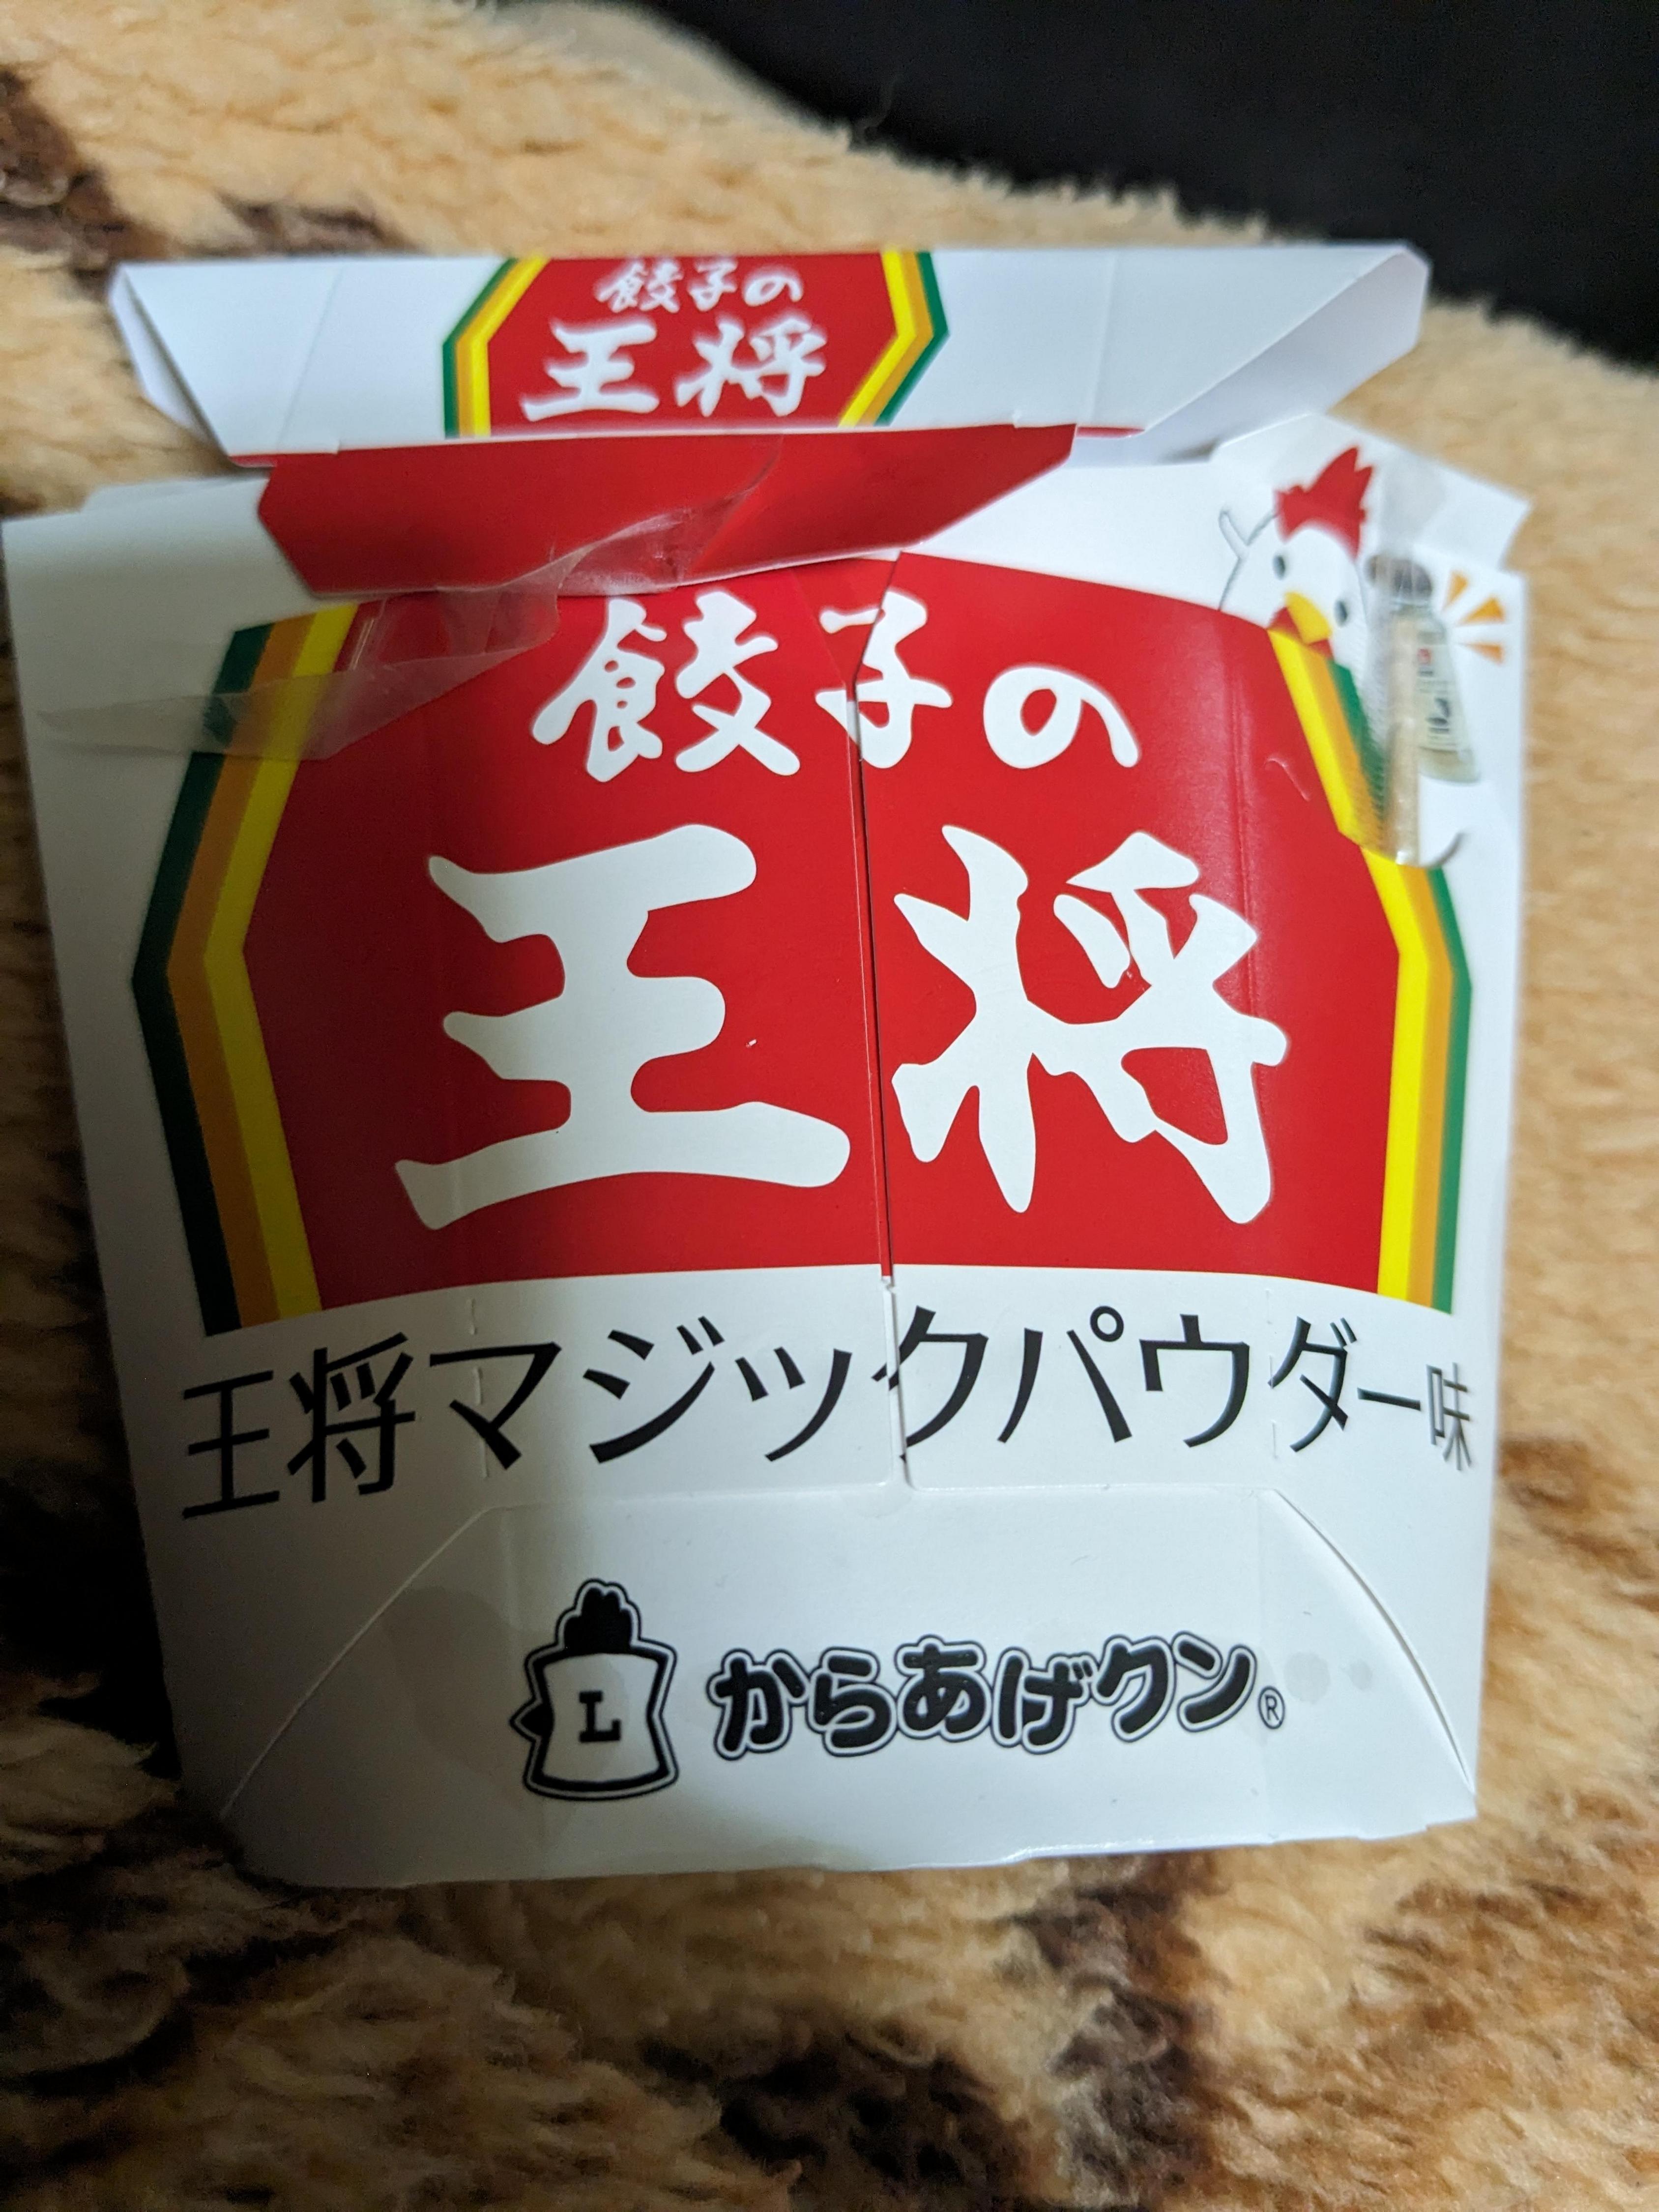 餃子の
王将
餃子の
王将
王将マジックパウダー味
L からあげクン®